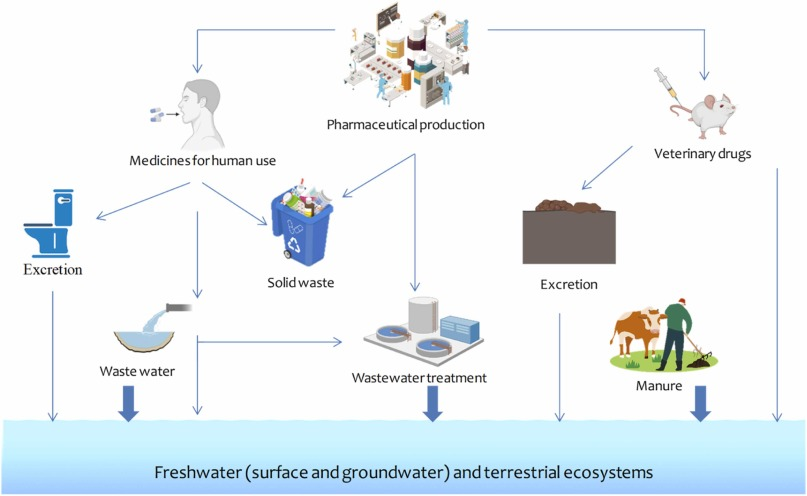 Pharmaceutical production
Medicines for human use
Veterinary drugs
Excretion
Solid waste
Excretion
Waste water
Wastewater treatment
Manure
Freshwater (surface and groundwater) and terrestrial ecosystems